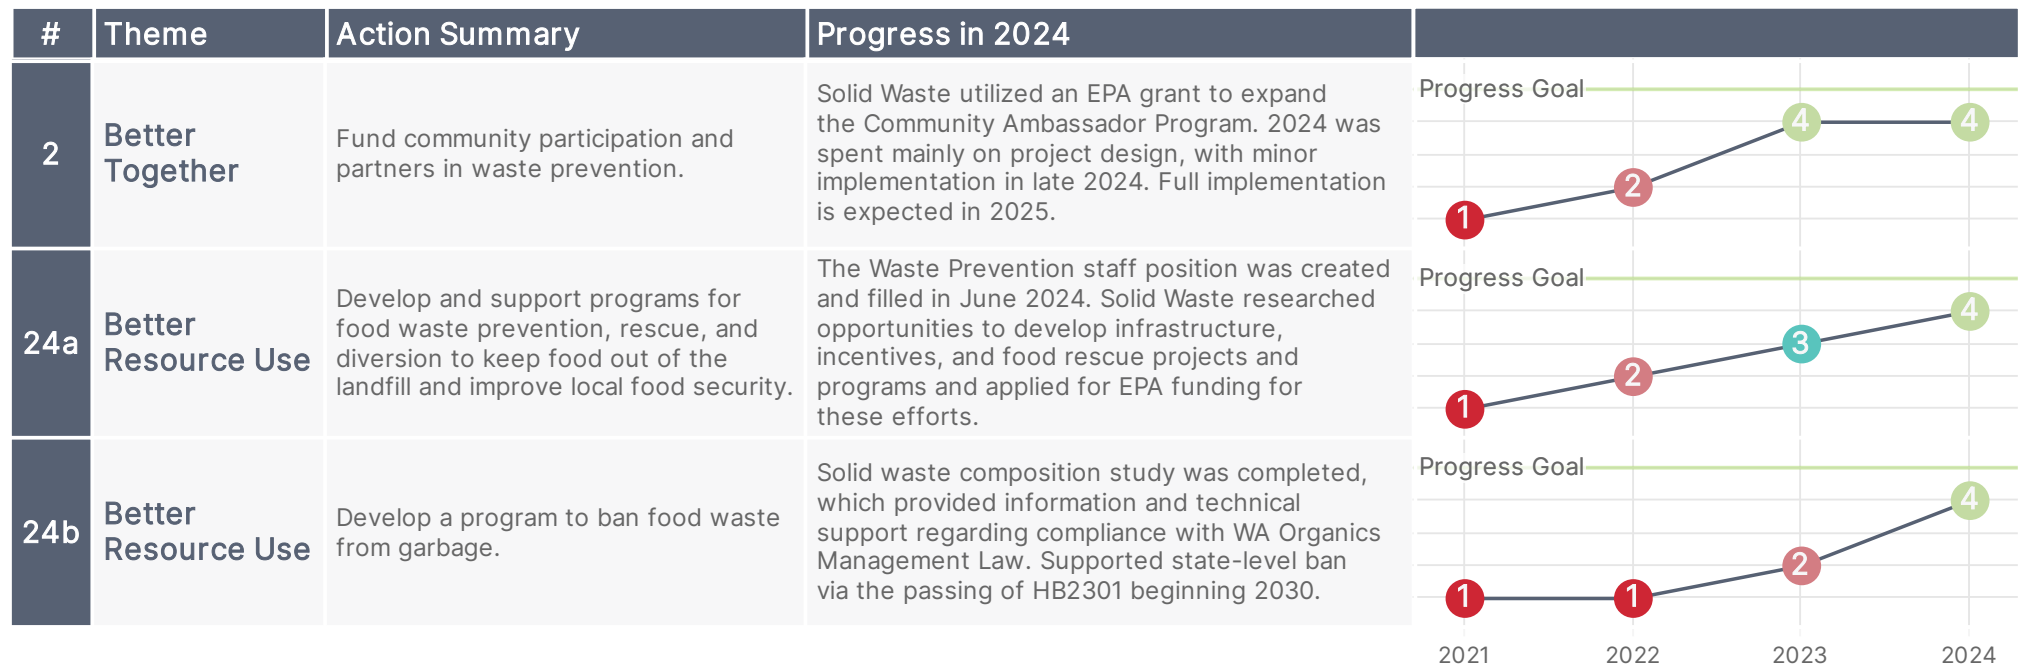 # Theme Action Summary Progress in 2024
2
Better
Together
Fund community participation and
partners in waste prevention.
Solid Waste utilized an EPA grant to expand
the Community Ambassador Program. 2024 was
spent mainly on project design, with minor
implementation in late 2024. Full implementation
is expected in 2025.
Progress Goal
1 2 4 4
24a
Better
Resource Use
Develop and support programs for
food waste prevention, rescue, and
diversion to keep food out of the
landfill and improve local food security.
The Waste Prevention staff position was created
and filled in June 2024. Solid Waste researched
opportunities to develop infrastructure,
incentives, and food rescue projects and
programs and applied for EPA funding for
these efforts.
Progress Goal
1 2 3 4
24b
Better
Resource Use
Develop a program to ban food waste
from garbage.
Solid waste composition study was completed,
which provided information and technical
support regarding compliance with WA Organics
Management Law. Supported state-level ban
via the passing of HB2301 beginning 2030.
Progress Goal
1 1 2 4
2021 2022 2023 2024